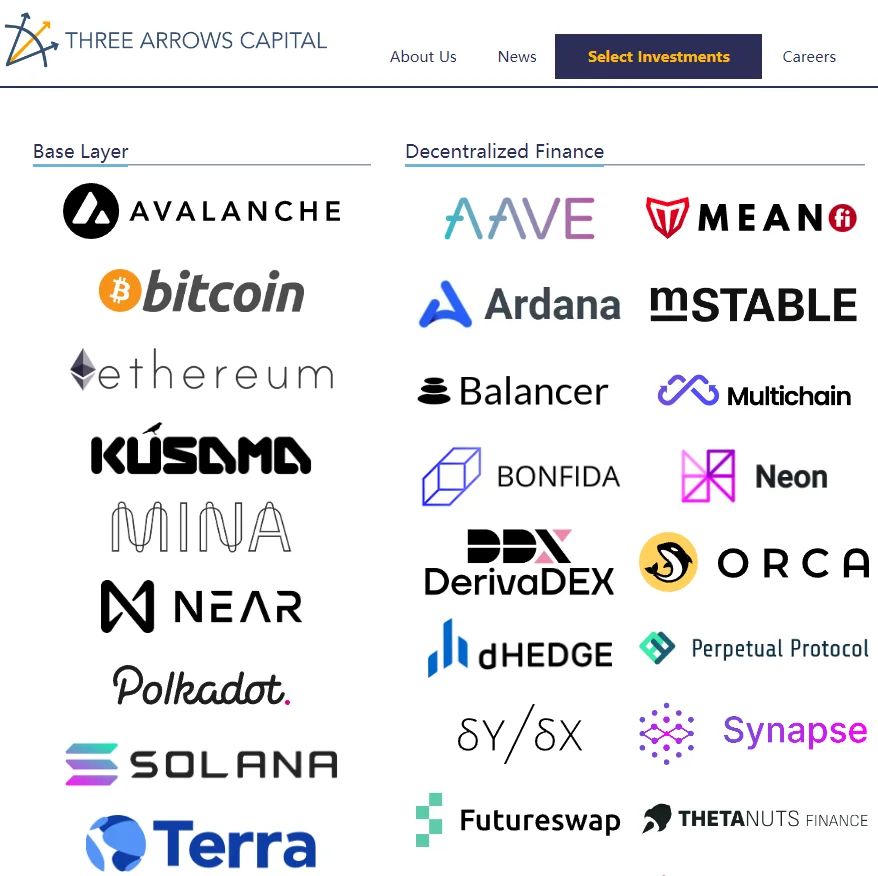 THREE ARROWS CAPITAL
About Us News Select Investments Careers
Base Layer
AVALANCHE
bitcoin
ethereum
KÚSAMA
MINA
NEAR
Polkadot.
SOLANA
Terra
Decentralized Finance
AAVE
MEAN fi
Ardana
mSTABLE
Balancer
Multichain
BONFIDA
Neon
DDX
DerivaDEX
ORCA
dHEDGE
Perpetual Protocol
δY/δX
Synapse
Futureswap
THETANUTS FINANCE